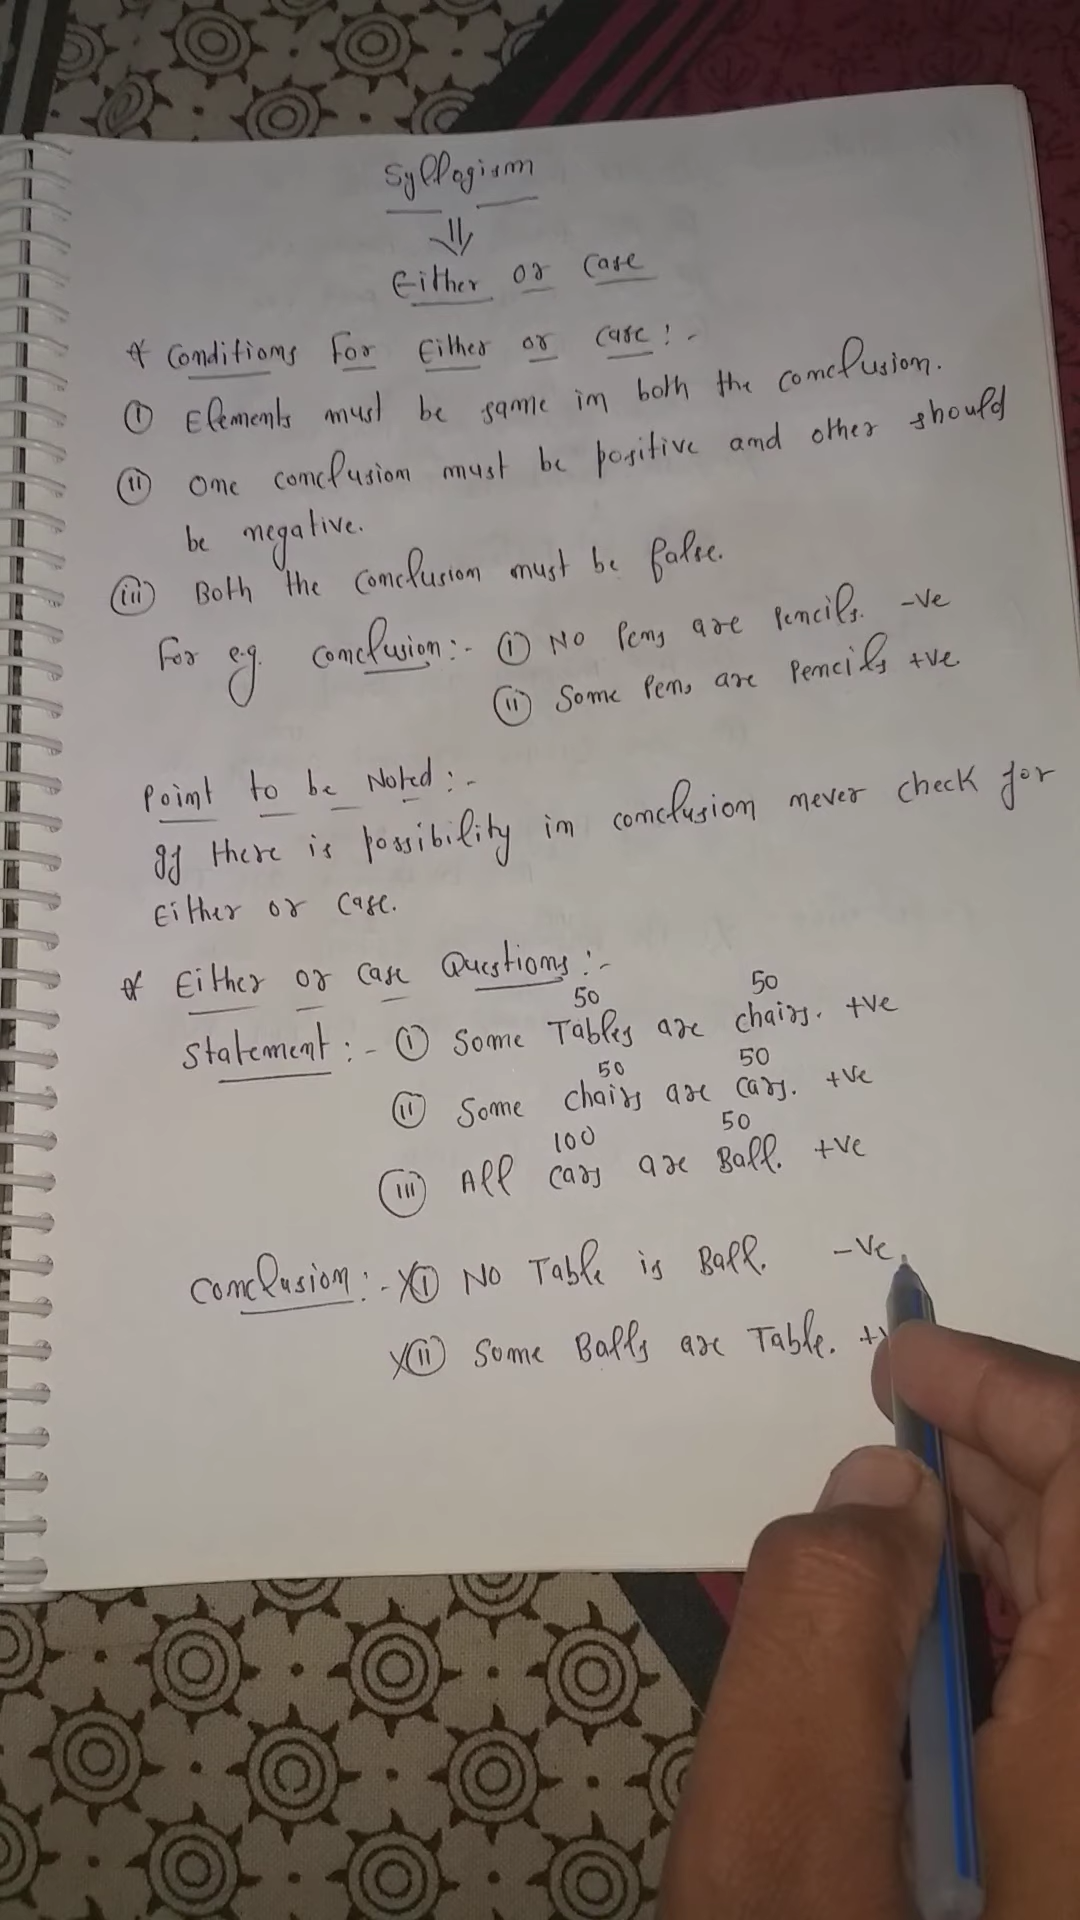 Syllogism
⇓
Either or Case
* Conditions For Either or Case :-
(i) Elements must be same in both the conclusion.
(ii) One conclusion must be positive and other should
be negative.
(iii) Both the conclusion must be false.
For e.g. conclusion :- (i) No Pens are Pencils. -ve
(ii) Some Pens are Pencils +ve
Point to be Noted :-
If there is possibility in conclusion never check for
Either or Case.
* Either or Case Questions :-
50 50
Statement :- (i) Some Tables are chairs. +ve
50 50
(ii) Some chairs are cars. +ve
100 50
(iii) All cars are Ball. +ve
Conclusion :- X(i) No Table is Ball. -ve
X(ii) Some Balls are Table.